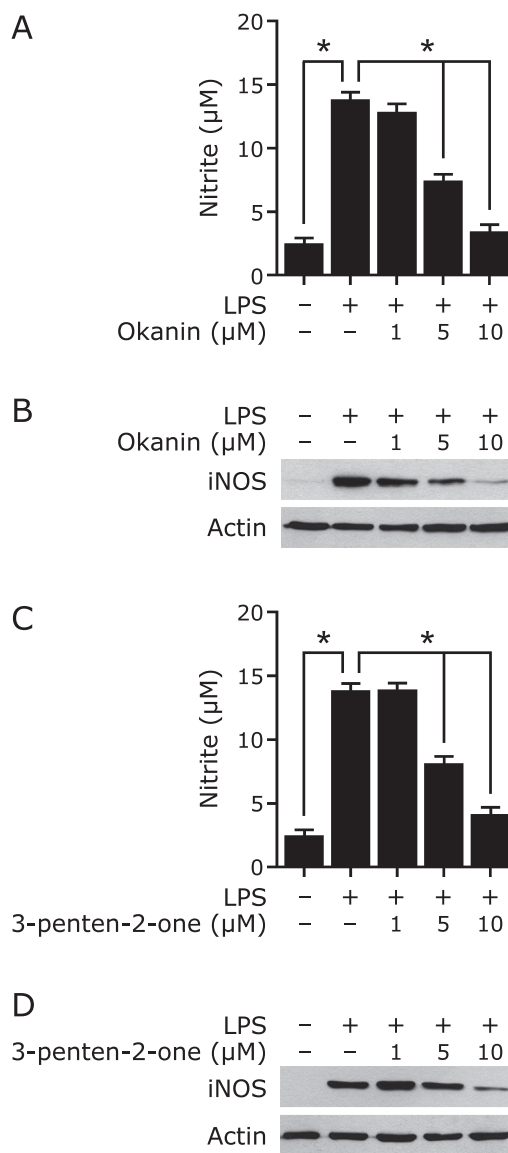 A
* *
20
15
10
5
0
Nitrite (µM)
LPS – + + + +
Okanin (µM) – – 1 5 10
B
LPS – + + + +
Okanin (µM) – – 1 5 10
iNOS
Actin
C
* *
20
15
10
5
0
Nitrite (µM)
LPS – + + + +
3-penten-2-one (µM) – – 1 5 10
D
LPS – + + + +
3-penten-2-one (µM) – – 1 5 10
iNOS
Actin